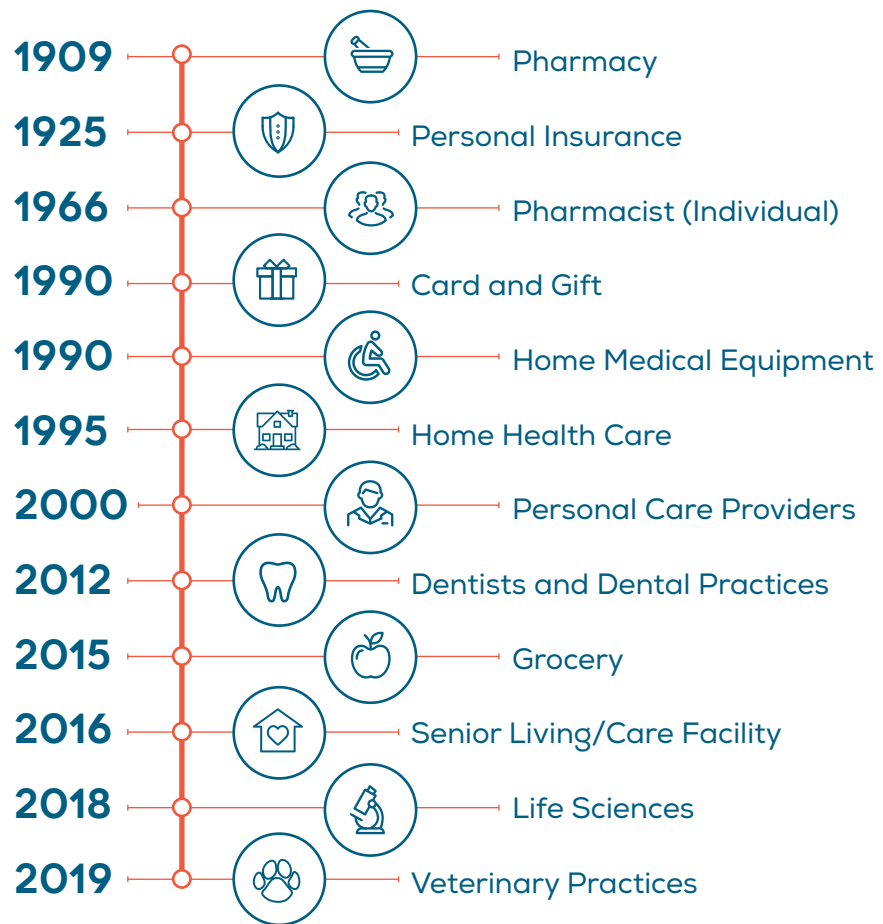 1909 Pharmacy
1925 Personal Insurance
1966 Pharmacist (Individual)
1990 Card and Gift
1990 Home Medical Equipment
1995 Home Health Care
2000 Personal Care Providers
2012 Dentists and Dental Practices
2015 Grocery
2016 Senior Living/Care Facility
2018 Life Sciences
2019 Veterinary Practices